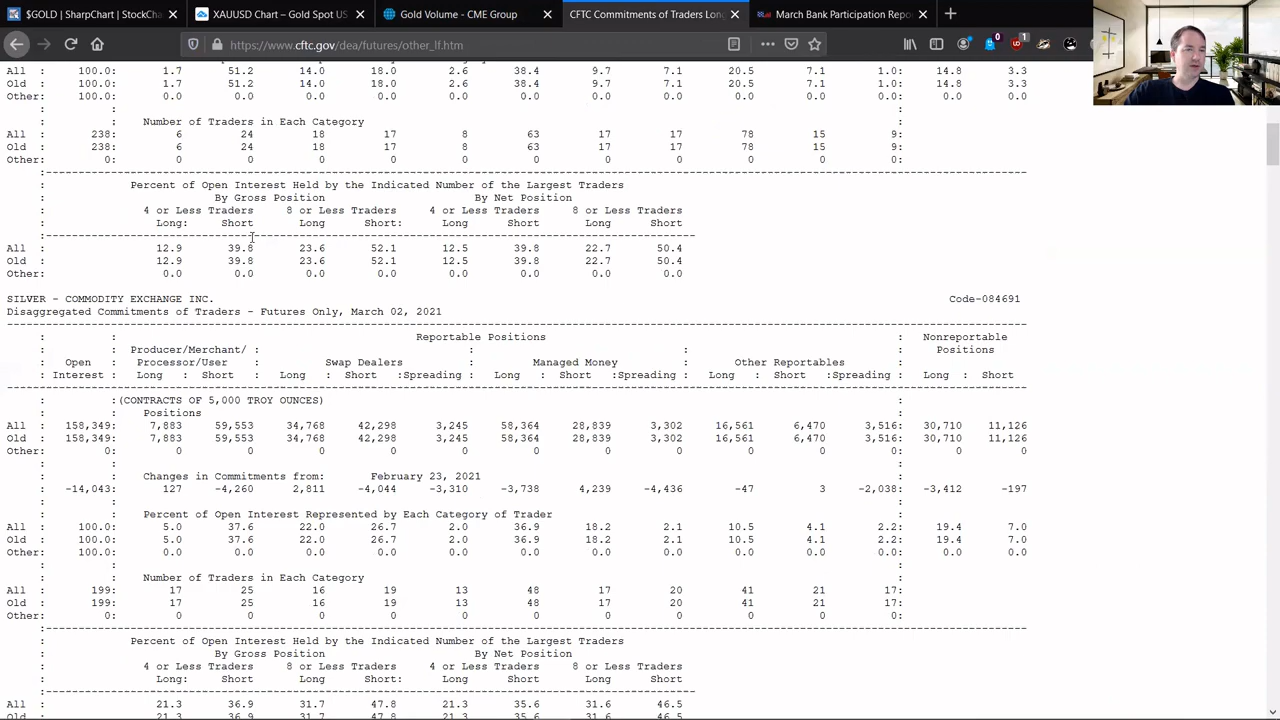 $GOLD | SharpChart | StockCha
XAUUSD Chart – Gold Spot US
Gold Volume - CME Group
CFTC Commitments of Traders Lon
March Bank Participation Repo
https://www.cftc.gov/dea/futures/other_lf.htm
All : 100.0: 1.7 51.2 14.0 18.0 2.6 38.4 9.7 7.1 20.5 7.1 1.0: 14.8 3.3
Old : 100.0: 1.7 51.2 14.0 18.0 2.6 38.4 9.7 7.1 20.5 7.1 1.0: 14.8 3.3
Other: 100.0: 0.0 0.0 0.0 0.0 0.0 0.0 0.0 0.0 0.0 0.0 0.0: 0.0 0.0
: : Number of Traders in Each Category :
All : 238: 6 24 18 17 8 63 17 17 78 15 9:
Old : 238: 6 24 18 17 8 63 17 17 78 15 9:
Other: 0: 0 0 0 0 0 0 0 0 0 0 0:
: Percent of Open Interest Held by the Indicated Number of the Largest Traders
: By Gross Position By Net Position
: 4 or Less Traders 8 or Less Traders 4 or Less Traders 8 or Less Traders
: Long: Short Long Short: Long Short Long Short
All : 12.9 39.8 23.6 52.1 12.5 39.8 22.7 50.4
Old : 12.9 39.8 23.6 52.1 12.5 39.8 22.7 50.4
Other: 0.0 0.0 0.0 0.0 0.0 0.0 0.0 0.0
SILVER - COMMODITY EXCHANGE INC. Code-084691
Disaggregated Commitments of Traders - Futures Only, March 02, 2021
: : Reportable Positions : Nonreportable
: : Producer/Merchant/ : : : : Positions
: Open : Processor/User : Swap Dealers : Managed Money : Other Reportables :
: Interest : Long : Short : Long : Short :Spreading : Long : Short :Spreading : Long : Short :Spreading : Long : Short
: :(CONTRACTS OF 5,000 TROY OUNCES) :
: : Positions :
All : 158,349: 7,883 59,553 34,768 42,298 3,245 58,364 28,839 3,302 16,561 6,470 3,516: 30,710 11,126
Old : 158,349: 7,883 59,553 34,768 42,298 3,245 58,364 28,839 3,302 16,561 6,470 3,516: 30,710 11,126
Other: 0: 0 0 0 0 0 0 0 0 0 0 0: 0 0
: : Changes in Commitments from: February 23, 2021 :
: -14,043: 127 -4,260 2,811 -4,044 -3,310 -3,738 4,239 -4,436 -47 3 -2,038: -3,412 -197
: : Percent of Open Interest Represented by Each Category of Trader :
All : 100.0: 5.0 37.6 22.0 26.7 2.0 36.9 18.2 2.1 10.5 4.1 2.2: 19.4 7.0
Old : 100.0: 5.0 37.6 22.0 26.7 2.0 36.9 18.2 2.1 10.5 4.1 2.2: 19.4 7.0
Other: 100.0: 0.0 0.0 0.0 0.0 0.0 0.0 0.0 0.0 0.0 0.0 0.0: 0.0 0.0
: : Number of Traders in Each Category :
All : 199: 17 25 16 19 13 48 17 20 41 21 17:
Old : 199: 17 25 16 19 13 48 17 20 41 21 17:
Other: 0: 0 0 0 0 0 0 0 0 0 0 0:
: Percent of Open Interest Held by the Indicated Number of the Largest Traders
: By Gross Position By Net Position
: 4 or Less Traders 8 or Less Traders 4 or Less Traders 8 or Less Traders
: Long: Short Long Short: Long Short Long Short
All : 21.3 36.9 31.7 47.8 21.3 35.6 31.6 46.5
Old : 21.3 36.9 31.7 47.8 21.3 35.6 31.6 46.5